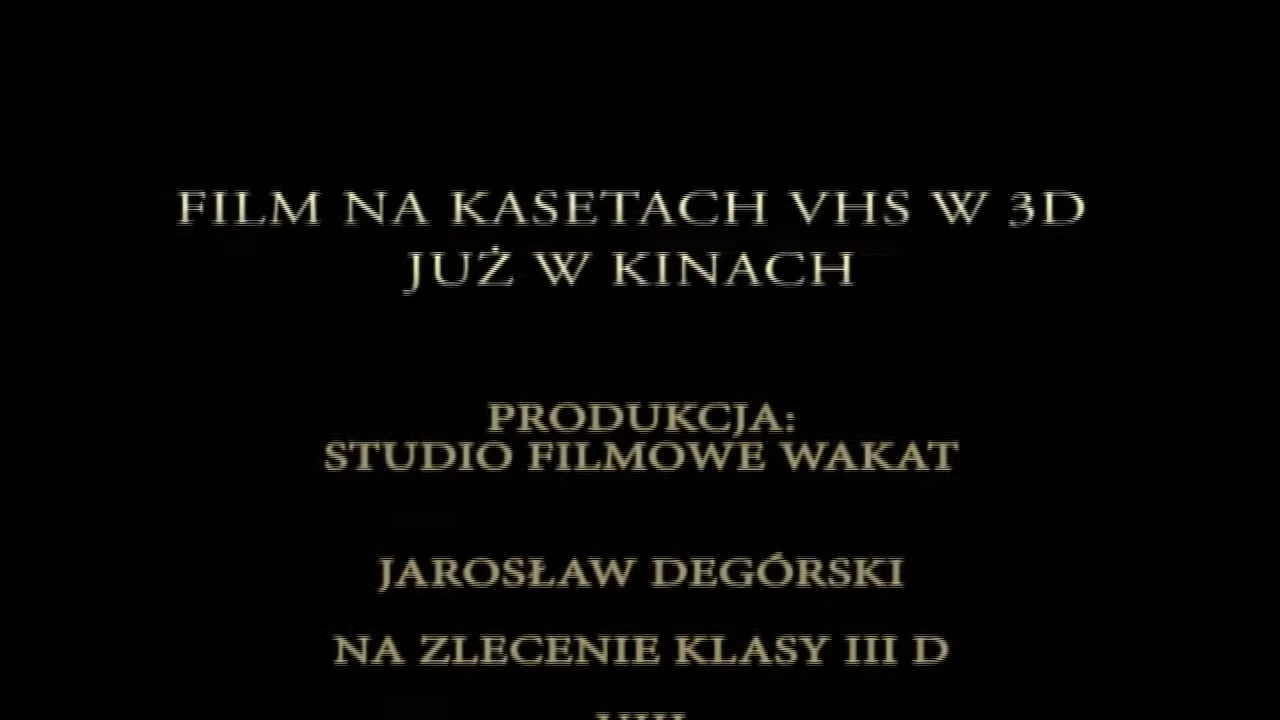 FILM NA KASETACH VHS W 3D
JUŻ W KINACH
PRODUKCJA:
STUDIO FILMOWE WAKAT
JAROSŁAW DEGÓRSKI
NA ZLECENIE KLASY III D